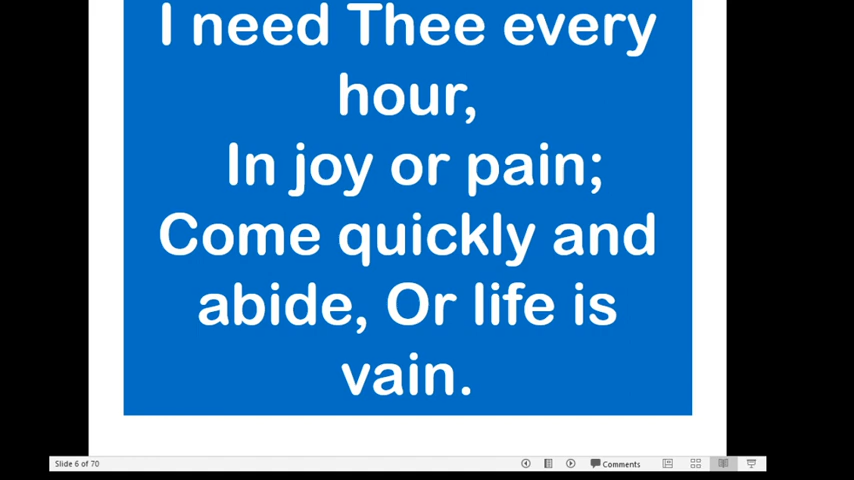 I need Thee every
hour,
In joy or pain;
Come quickly and
abide, Or life is
vain.
Slide 6 of 70
Comments